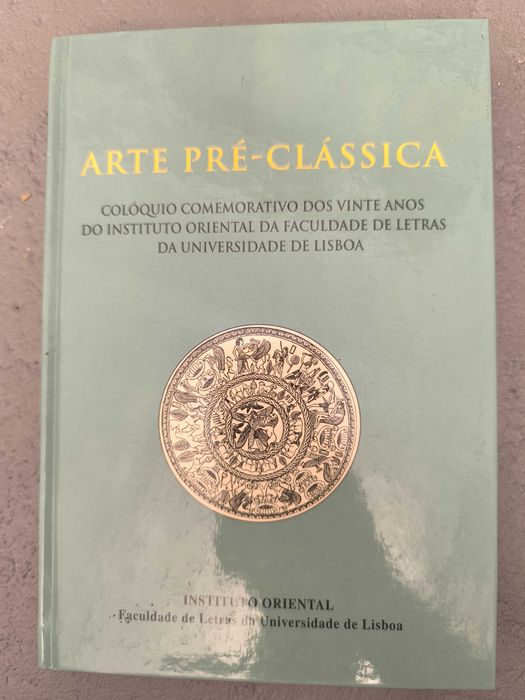 ARTE PRÉ-CLÁSSICA
COLÓQUIO COMEMORATIVO DOS VINTE ANOS
DO INSTITUTO ORIENTAL DA FACULDADE DE LETRAS
DA UNIVERSIDADE DE LISBOA
INSTITUTO ORIENTAL
Faculdade de Letras da Universidade de Lisboa